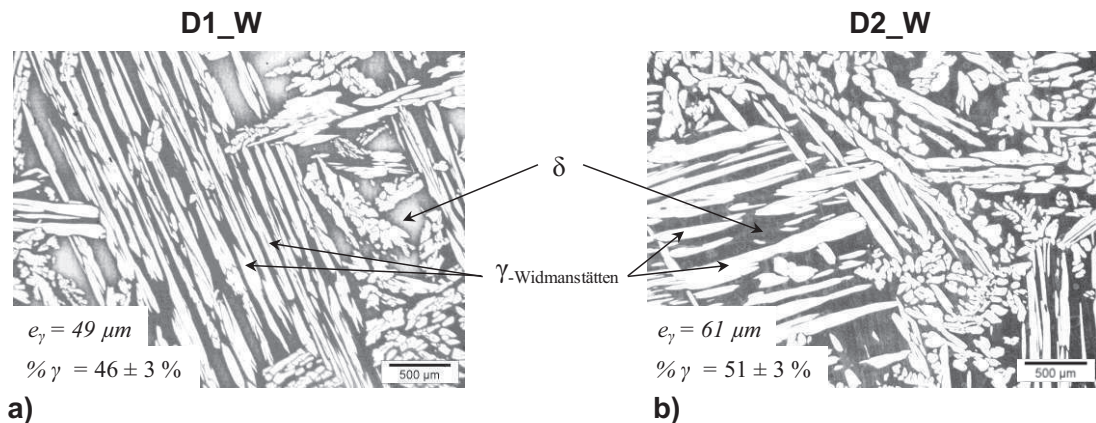 D1_W
D2_W
δ
γ-Widmanstätten
eγ = 49 µm
% γ = 46 ± 3 %
500 µm
eγ = 61 µm
% γ = 51 ± 3 %
500 µm
a)
b)